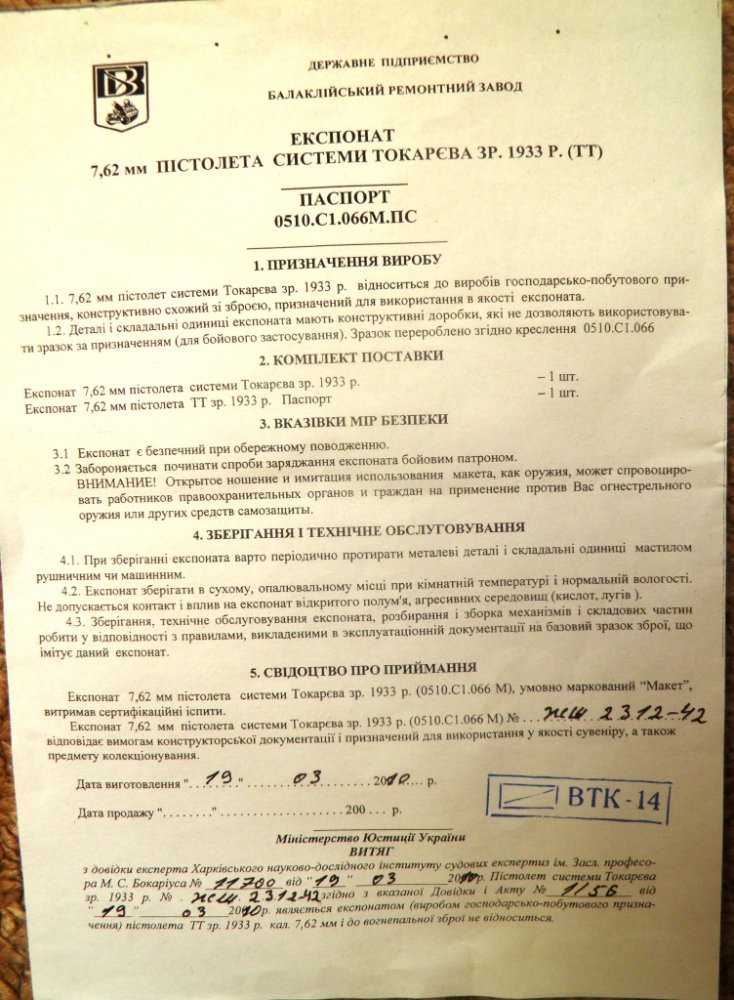 БВ
ДЕРЖАВНЕ ПІДПРИЄМСТВО
БАЛАКЛІЙСЬКИЙ РЕМОНТНИЙ ЗАВОД
ЕКСПОНАТ
7,62 мм ПІСТОЛЕТА СИСТЕМИ ТОКАРЄВА ЗР. 1933 Р. (ТТ)
ПАСПОРТ
0510.С1.066М.ПС
1. ПРИЗНАЧЕННЯ ВИРОБУ
1.1. 7,62 мм пістолет системи Токарєва зр. 1933 р. відноситься до виробів господарсько-побутового при-
значення, конструктивно схожий зі зброєю, призначений для використання в якості експоната.
1.2. Деталі і складальні одиниці експоната мають конструктивні доробки, які не дозволяють використовува-
ти зразок за призначенням (для бойового застосування). Зразок перероблено згідно креслення 0510.С1.066
2. КОМПЛЕКТ ПОСТАВКИ
Експонат 7,62 мм пістолета системи Токарєва зр. 1933 р. – 1 шт.
Експонат 7,62 мм пістолета ТТ зр. 1933 р. Паспорт – 1 шт.
3. ВКАЗІВКИ МІР БЕЗПЕКИ
3.1 Експонат є безпечний при обережному поводженню.
3.2 Забороняється починати спроби заряджання експоната бойовим патроном.
ВНИМАНИЕ! Открытое ношение и имитация использования макета, как оружия, может спровоциро-
вать работников правоохранительных органов и граждан на применение против Вас огнестрельного
оружия или других средств самозащиты.
4. ЗБЕРІГАННЯ І ТЕХНІЧНЕ ОБСЛУГОВУВАННЯ
4.1. При зберіганні експоната варто періодично протирати металеві деталі і складальні одиниці мастилом
рушничним чи машинним.
4.2. Експонат зберігати в сухому, опалювальному місці при кімнатній температурі і нормальній вологості.
Не допускається контакт і вплив на експонат відкритого полум'я, агресивних середовищ (кислот, лугів ).
4.3. Зберігання, технічне обслуговування експоната, розбирання і зборка механізмів і складових частин
робити у відповідності з правилами, викладеними в эксплуатаційній документації на базовий зразок зброї, що
імітує даний експонат.
5. СВІДОЦТВО ПРО ПРИЙМАННЯ
Експонат 7,62 мм пістолета системи Токарєва зр. 1933 р. (0510.С1.066 М), умовно маркований “Макет”,
витримав сертифікаційні іспити.
Експонат 7,62 мм пістолета системи Токарєва зр. 1933 р. (0510.С1.066 М) № ... 2312-42
відповідає вимогам конструкторської документації і призначений для використання у якості сувеніру, а також
предмету колекціонування.
Дата виготовлення "..19...." ........03........ 2010.... р.
Дата продажу "........" ...................... 200 ... р.
ВТК - 14
Міністерство Юстиції України
ВИТЯГ
з довідки експерта Харківського науково-дослідного інституту судових експертиз ім. Засл. професо-
ра М. С. Бокаріуса № 11700 від "19" 03 2010р. Пістолет системи Токарєва
зр. 1933 р. № . 2312-42 згідно з вказаної Довідки і Акту № 1156 від
"19" 03 2010р. являється експонатом (виробом господарсько-побутового призна-
чення) пістолета ТТ зр. 1933 р. кал. 7,62 мм і до вогнепальної зброї не відноситься.